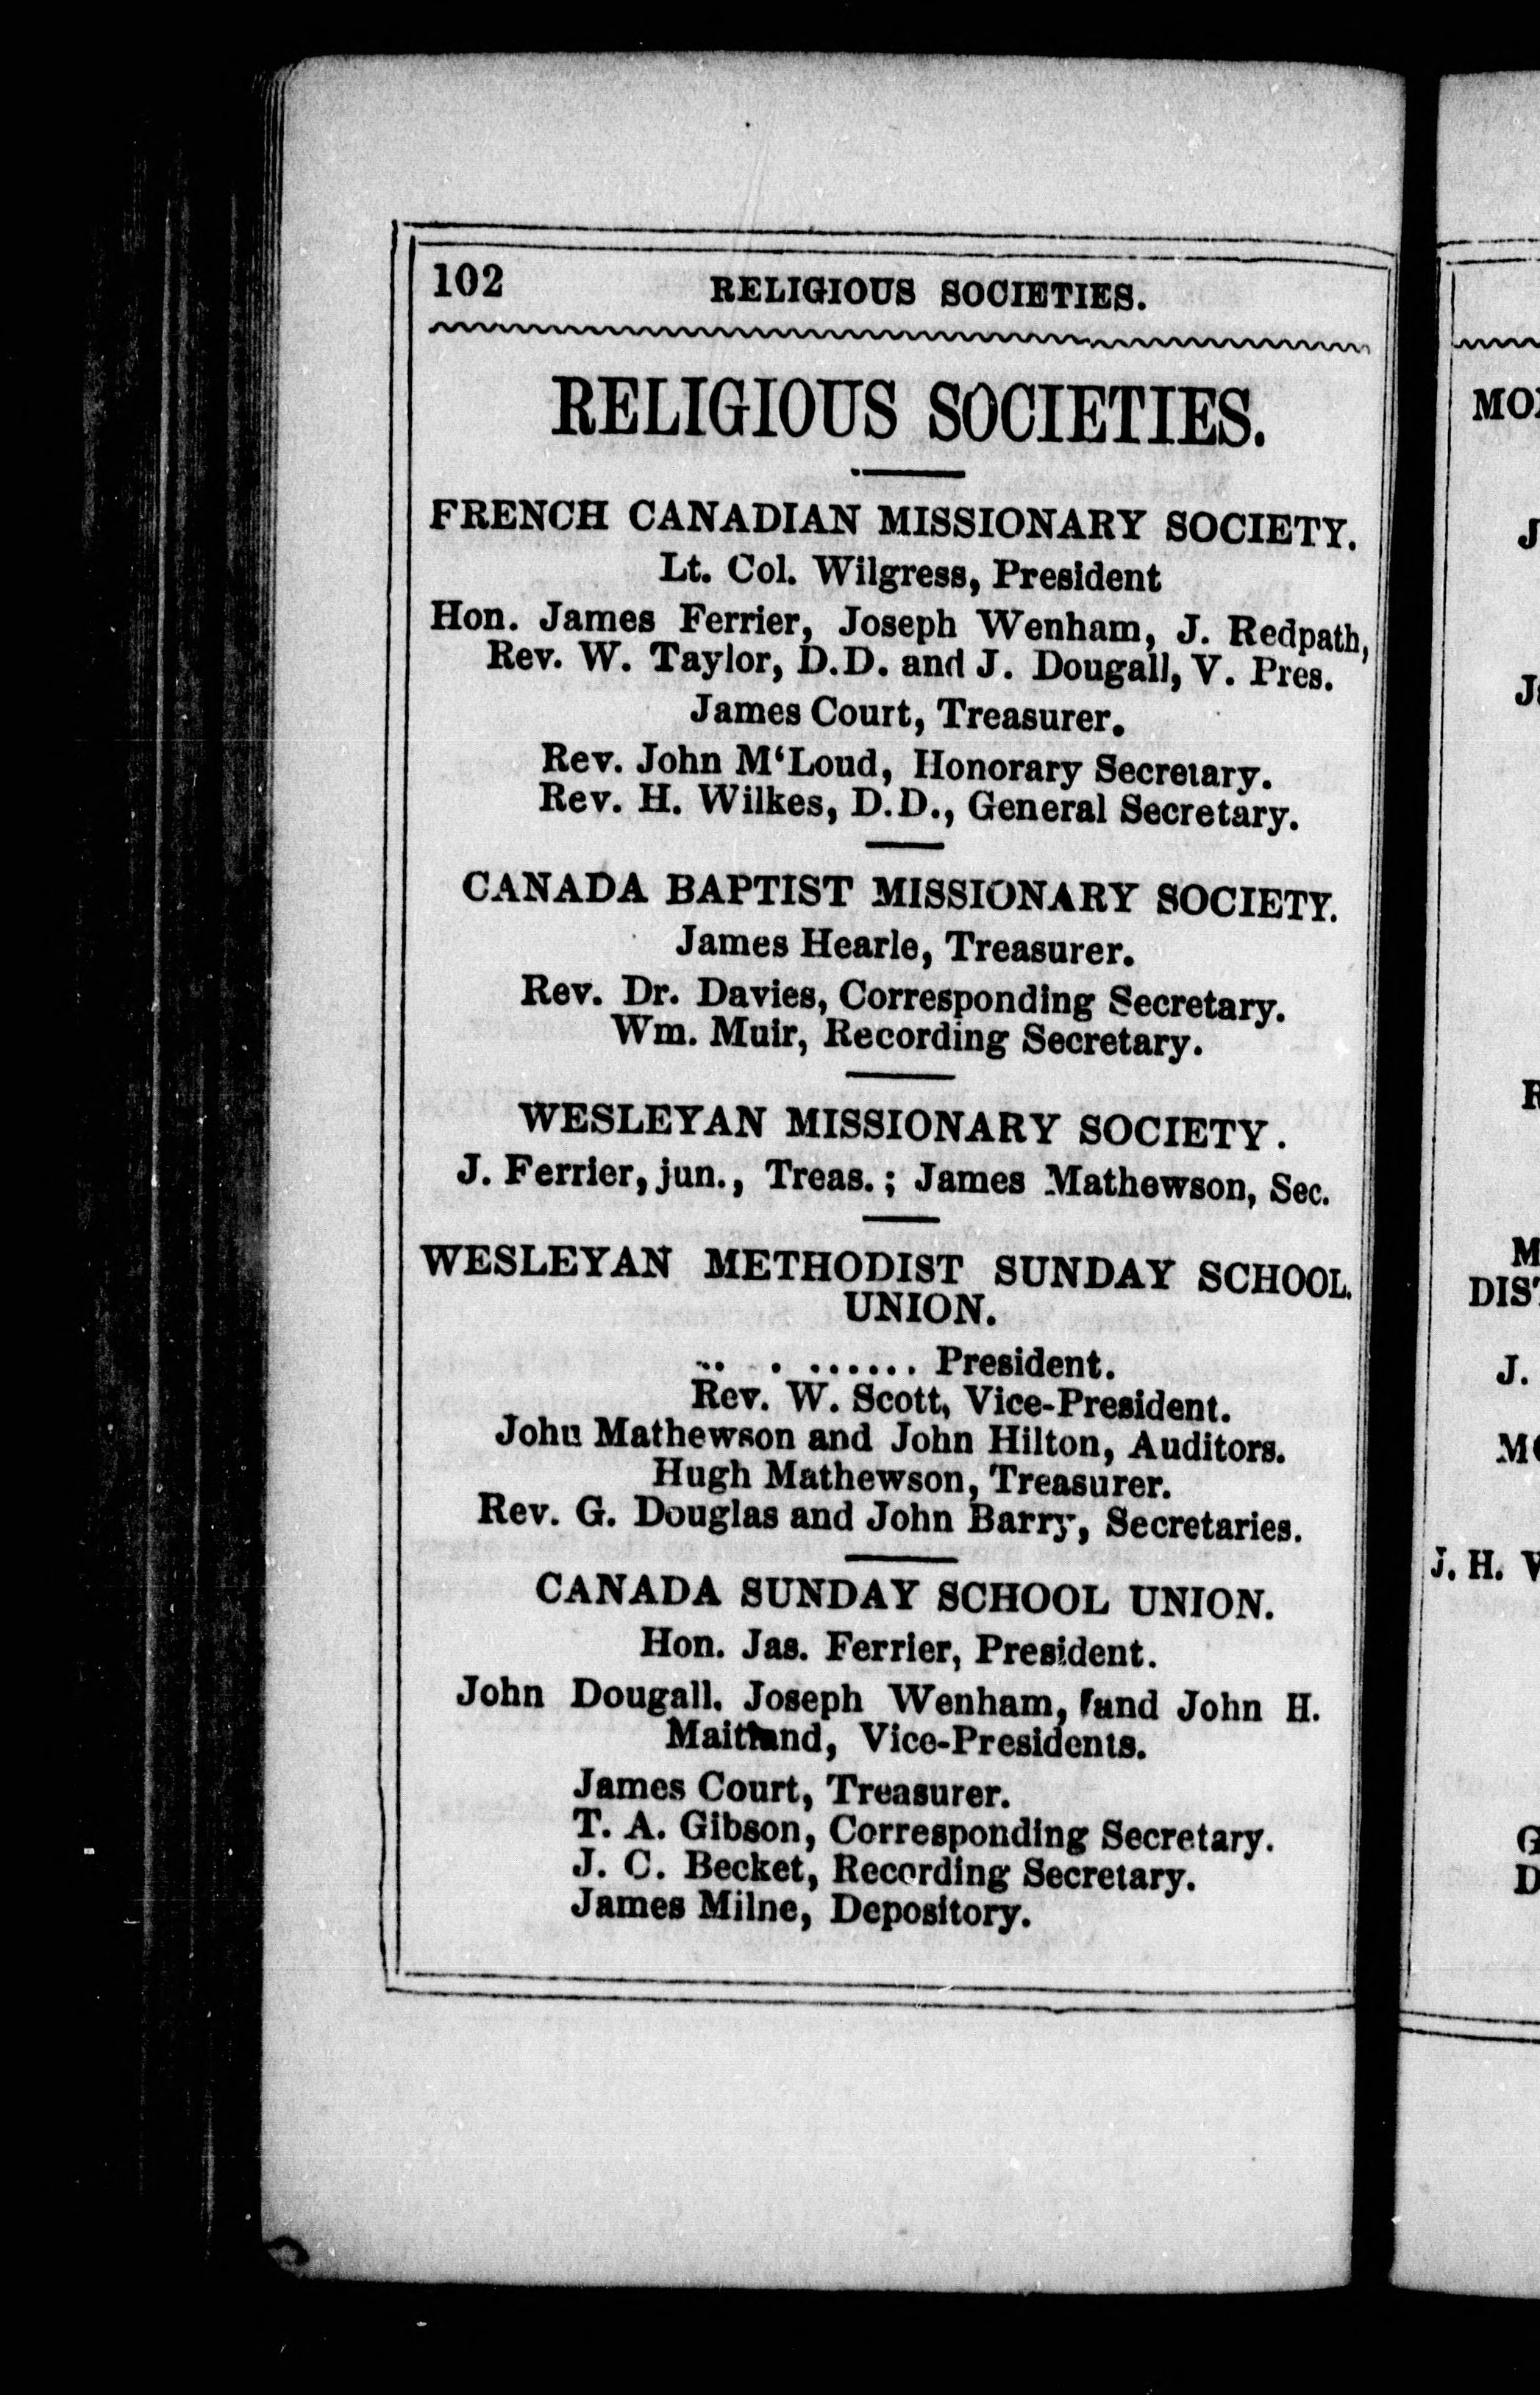 102 RELIGIOUS SOCIETIES.
RELIGIOUS SOCIETIES.
FRENCH CANADIAN MISSIONARY SOCIETY.
Lt. Col. Wilgress, President
Hon. James Ferrier, Joseph Wenham, J. Redpath,
Rev. W. Taylor, D.D. and J. Dougall, V. Pres.
James Court, Treasurer.
Rev. John M‘Loud, Honorary Secretary.
Rev. H. Wilkes, D.D., General Secretary.
CANADA BAPTIST MISSIONARY SOCIETY.
James Hearle, Treasurer.
Rev. Dr. Davies, Corresponding Secretary.
Wm. Muir, Recording Secretary.
WESLEYAN MISSIONARY SOCIETY.
J. Ferrier, jun., Treas.; James Mathewson, Sec.
WESLEYAN METHODIST SUNDAY SCHOOL.
UNION.
.. . ...... President.
Rev. W. Scott, Vice-President.
John Mathewson and John Hilton, Auditors.
Hugh Mathewson, Treasurer.
Rev. G. Douglas and John Barry, Secretaries.
CANADA SUNDAY SCHOOL UNION.
Hon. Jas. Ferrier, President.
John Dougall. Joseph Wenham, and John H.
Maitland, Vice-Presidents.
James Court, Treasurer.
T. A. Gibson, Corresponding Secretary.
J. C. Becket, Recording Secretary.
James Milne, Depository.
MO
J
J
R
M
DIS
J.
M
J. H.
G
D